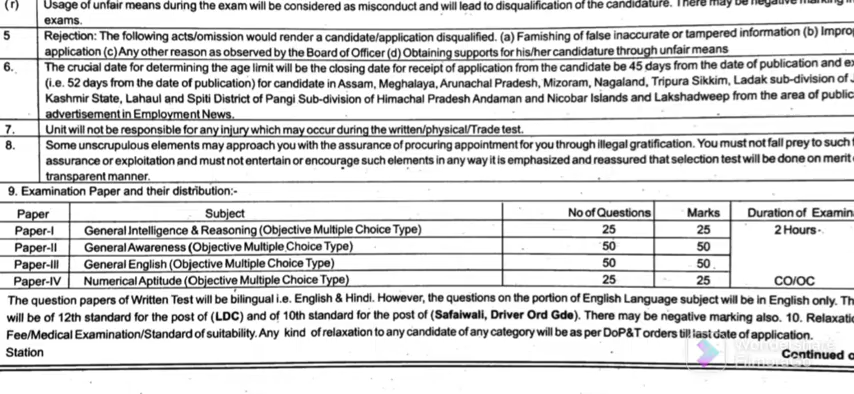 (r) Usage of unfair means during the exam will be considered as misconduct and will lead to disqualification of the candidature. There may be negative marking in
exams.
5 Rejection: The following acts/omission would render a candidate/application disqualified. (a) Famishing of false inaccurate or tampered information (b) Impro
application (c) Any other reason as observed by the Board of Officer (d) Obtaining supports for his/her candidature through unfair means
6. The crucial date for determining the age limit will be the closing date for receipt of application from the candidate be 45 days from the date of publication and ex
(i.e. 52 days from the date of publication) for candidate in Assam, Meghalaya, Arunachal Pradesh, Mizoram, Nagaland, Tripura Sikkim, Ladak sub-division of J
Kashmir State, Lahaul and Spiti District of Pangi Sub-division of Himachal Pradesh Andaman and Nicobar Islands and Lakshadweep from the area of public
advertisement in Employment News.
7. Unit will not be responsible for any injury which may occur during the written/physical/Trade test.
8. Some unscrupulous elements may approach you with the assurance of procuring appointment for you through illegal gratification. You must not fall prey to such
assurance or exploitation and must not entertain or encourage such elements in any way it is emphasized and reassured that selection test will be done on merit
transparent manner.
9. Examination Paper and their distribution:-
Paper Subject No of Questions Marks Duration of Examin
Paper-I General Intelligence & Reasoning (Objective Multiple Choice Type) 25 25 2 Hours
Paper-II General Awareness (Objective Multiple Choice Type) 50 50
Paper-III General English (Objective Multiple Choice Type) 50 50
Paper-IV Numerical Aptitude (Objective Multiple Choice Type) 25 25 CO/OC
The question papers of Written Test will be bilingual i.e. English & Hindi. However, the questions on the portion of English Language subject will be in English only. Th
will be of 12th standard for the post of (LDC) and of 10th standard for the post of (Safaiwali, Driver Ord Gde). There may be negative marking also. 10. Relaxatio
Fee/Medical Examination/Standard of suitability. Any kind of relaxation to any candidate of any category will be as per DoP&T orders till last date of application.
Station Continued o
Wondershare
Filmora